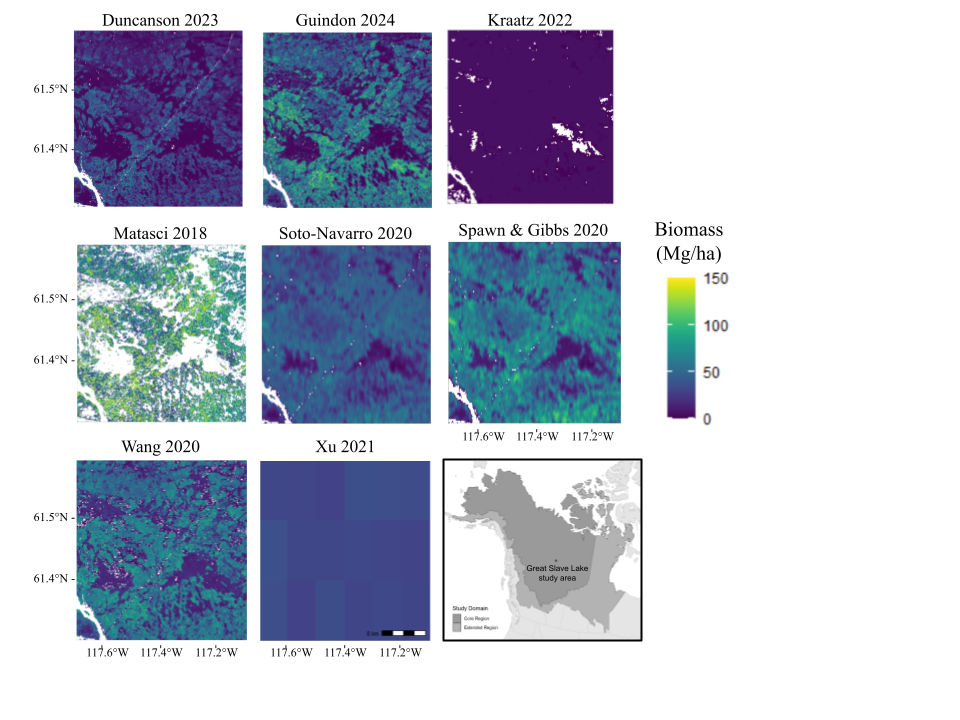 Duncanson 2023 Guindon 2024 Kraatz 2022
61.5°N -
61.4°N -
Matasci 2018 Soto-Navarro 2020 Spawn & Gibbs 2020
Biomass
(Mg/ha)
150
100
50
0
61.5°N -
61.4°N -
117.6°W 117.4°W 117.2°W
Wang 2020 Xu 2021
61.5°N -
61.4°N -
Great Slave Lake
study area
Study Domain
Core Region
Extended Region
117.6°W 117.4°W 117.2°W 117.6°W 117.4°W 117.2°W